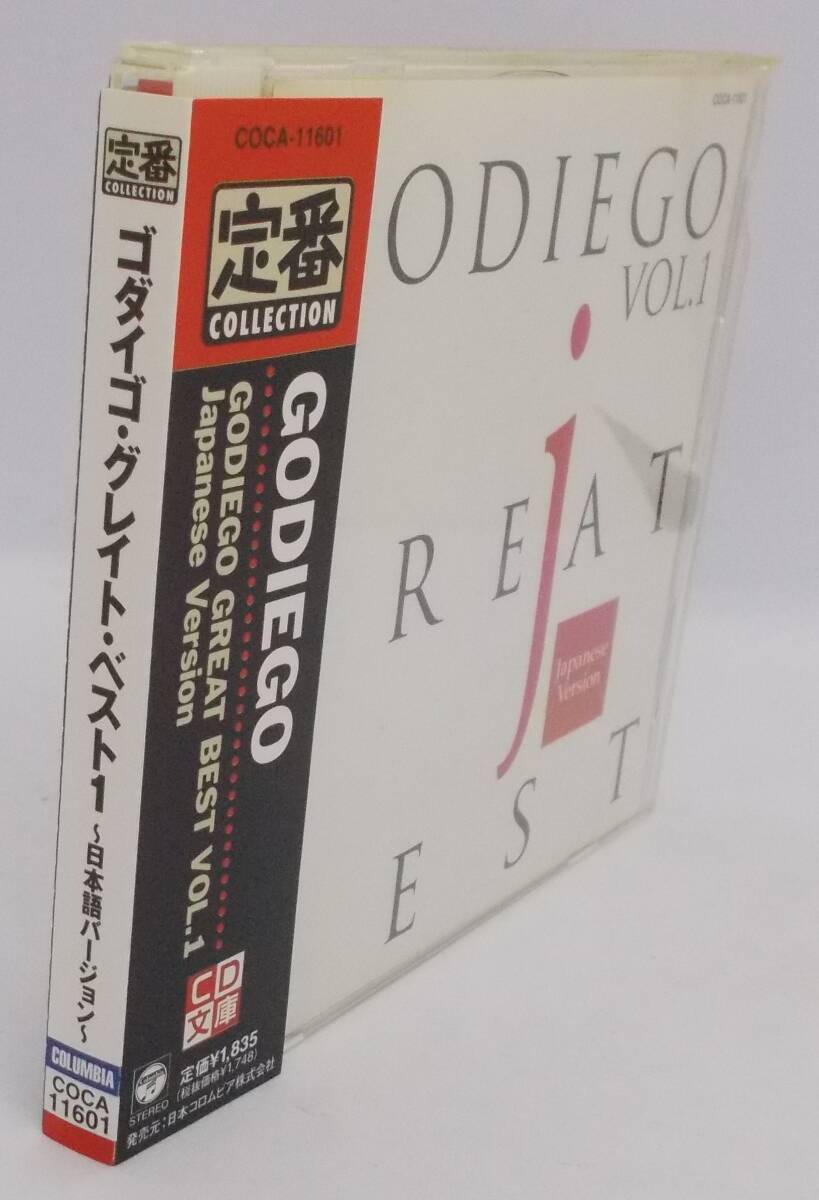 定番
COLLECTION
ゴダイゴ・グレイト・ベスト1 ～日本語バージョン～
COLUMBIA
COCA
11601
COCA-11601
定番
COLLECTION
GODIEGO
GODIEGO GREAT BEST VOL.1
Japanese Version
CD
文庫
STEREO
定価¥1,835
(税抜価格¥1,748)
発売元:日本コロムビア株式会社
COCA-11601
ODIEGO
VOL.1
j
REAT
Japanese
Version
EST